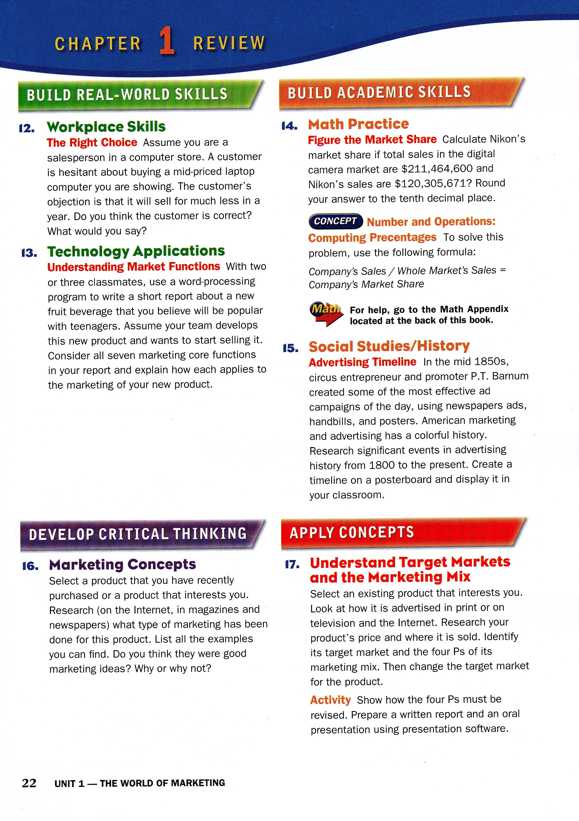 CHAPTER 1 REVIEW
BUILD REAL-WORLD SKILLS
12. Workplace Skills
The Right Choice Assume you are a
salesperson in a computer store. A customer
is hesitant about buying a mid-priced laptop
computer you are showing. The customer's
objection is that it will sell for much less in a
year. Do you think the customer is correct?
What would you say?
13. Technology Applications
Understanding Market Functions With two
or three classmates, use a word-processing
program to write a short report about a new
fruit beverage that you believe will be popular
with teenagers. Assume your team develops
this new product and wants to start selling it.
Consider all seven marketing core functions
in your report and explain how each applies to
the marketing of your new product.
BUILD ACADEMIC SKILLS
14. Math Practice
Figure the Market Share Calculate Nikon's
market share if total sales in the digital
camera market are $211,464,600 and
Nikon's sales are $120,305,671? Round
your answer to the tenth decimal place.
CONCEPT Number and Operations:
Computing Precentages To solve this
problem, use the following formula:
Company's Sales / Whole Market's Sales =
Company's Market Share
Math For help, go to the Math Appendix
located at the back of this book.
15. Social Studies/History
Advertising Timeline In the mid 1850s,
circus entrepreneur and promoter P.T. Barnum
created some of the most effective ad
campaigns of the day, using newspapers ads,
handbills, and posters. American marketing
and advertising has a colorful history.
Research significant events in advertising
history from 1800 to the present. Create a
timeline on a posterboard and display it in
your classroom.
DEVELOP CRITICAL THINKING
16. Marketing Concepts
Select a product that you have recently
purchased or a product that interests you.
Research (on the Internet, in magazines and
newspapers) what type of marketing has been
done for this product. List all the examples
you can find. Do you think they were good
marketing ideas? Why or why not?
APPLY CONCEPTS
17. Understand Target Markets
and the Marketing Mix
Select an existing product that interests you.
Look at how it is advertised in print or on
television and the Internet. Research your
product's price and where it is sold. Identify
its target market and the four Ps of its
marketing mix. Then change the target market
for the product.
Activity Show how the four Ps must be
revised. Prepare a written report and an oral
presentation using presentation software.
22 UNIT 1 — THE WORLD OF MARKETING